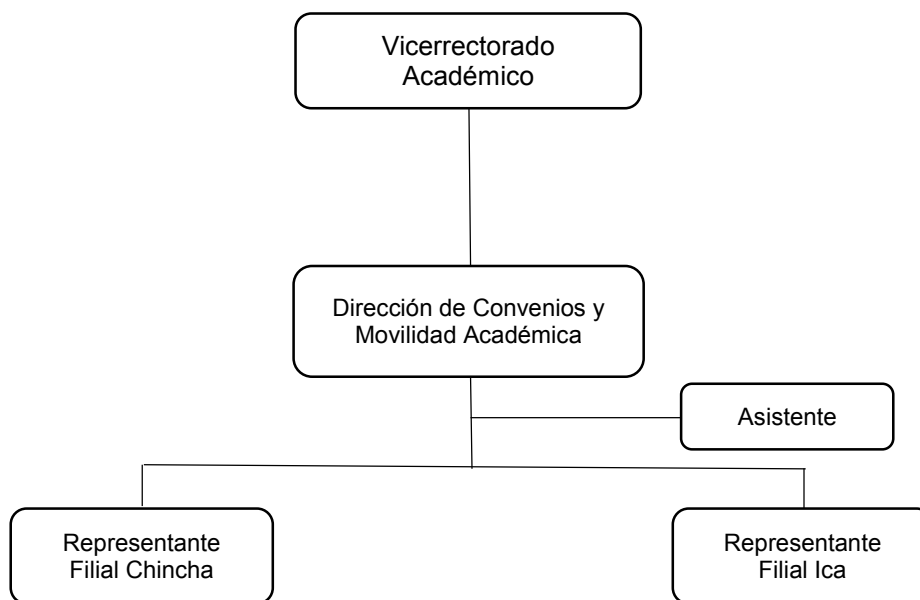 Vicerrectorado
Académico
Dirección de Convenios y
Movilidad Académica
Asistente
Representante
Filial Chincha
Representante
Filial Ica